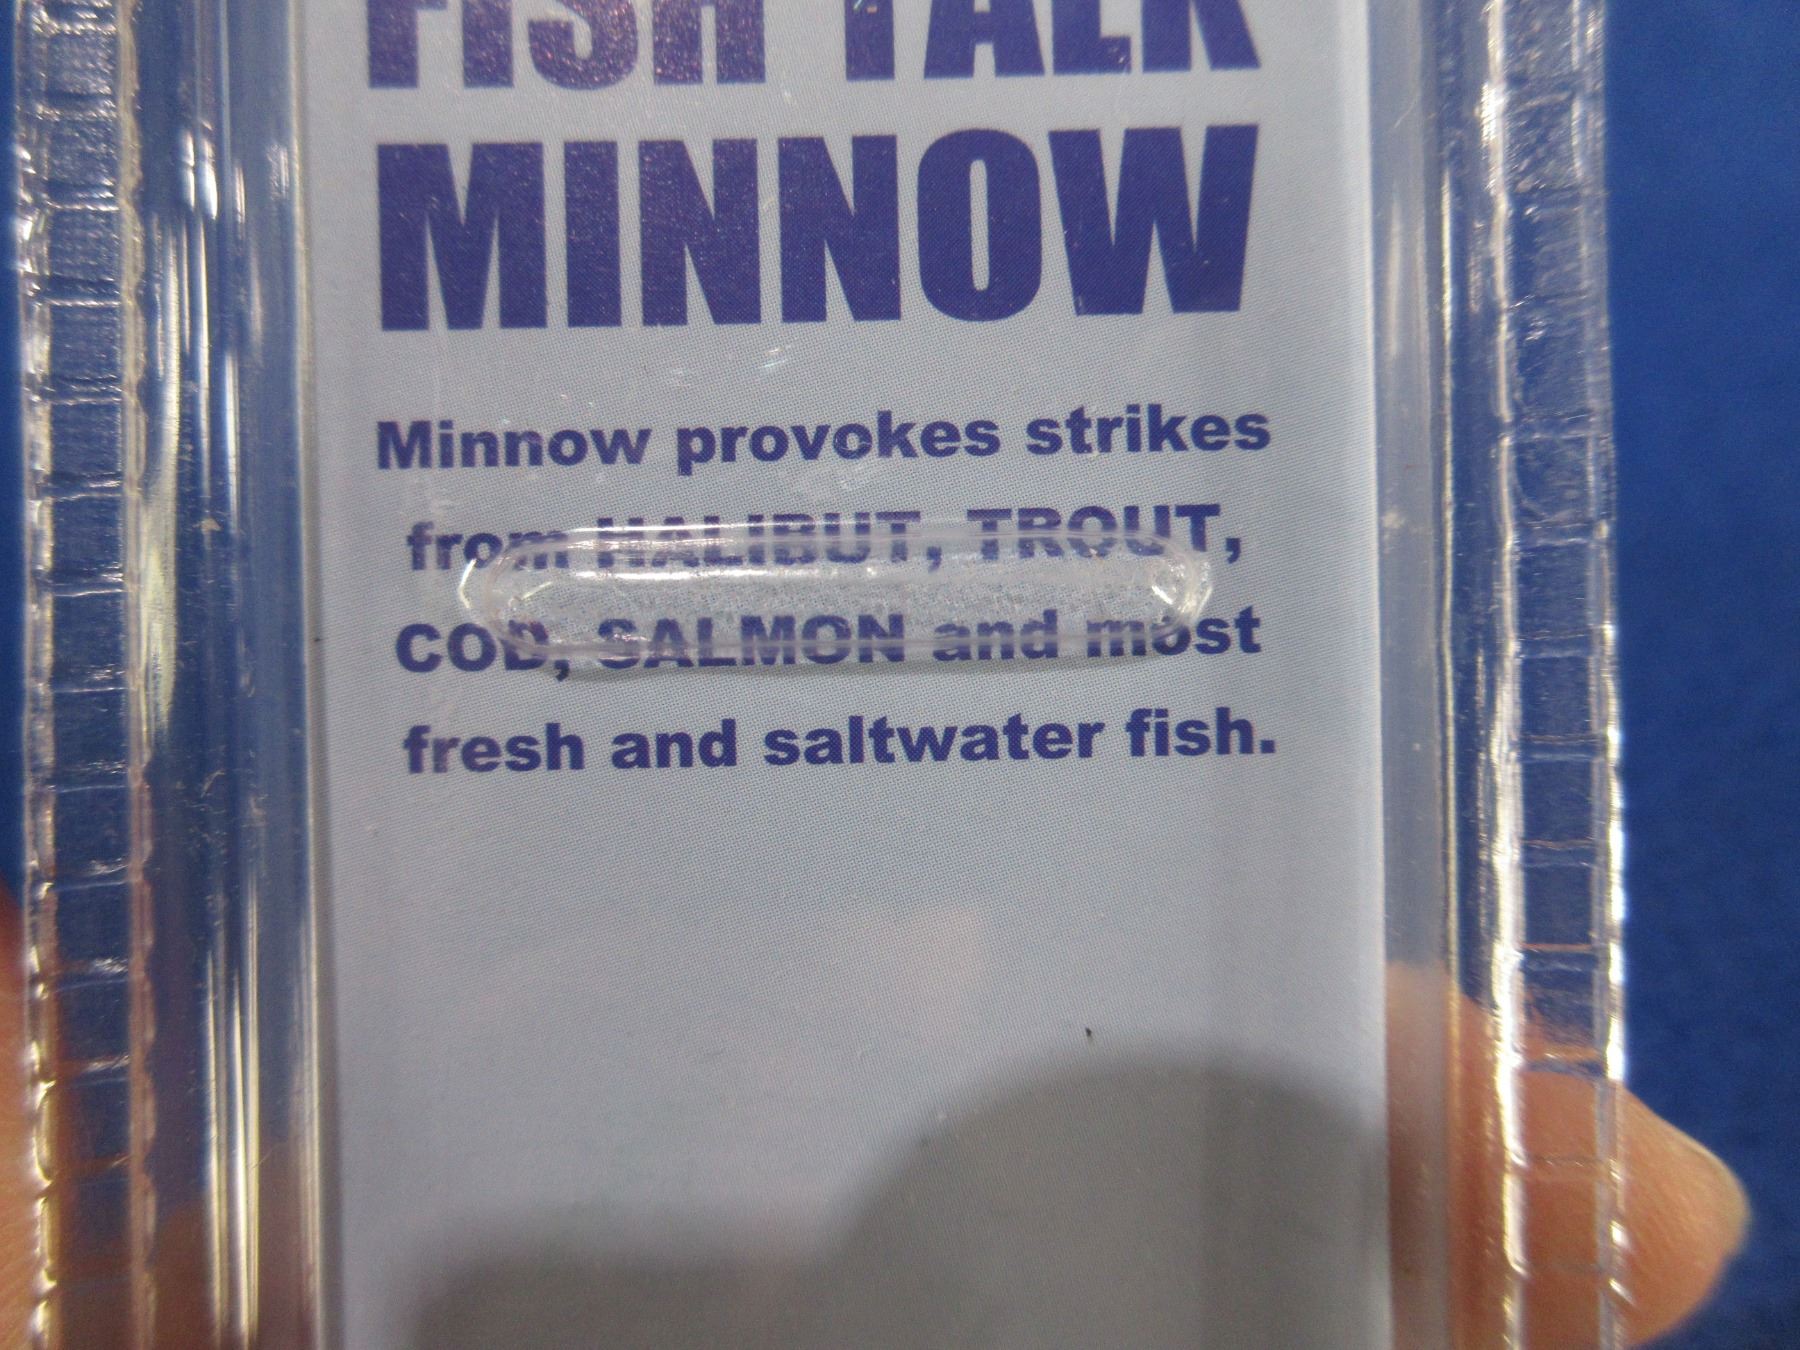 FISH TALK
MINNOW
Minnow provokes strikes
from HALIBUT, TROUT,
COD, SALMON and most
fresh and saltwater fish.